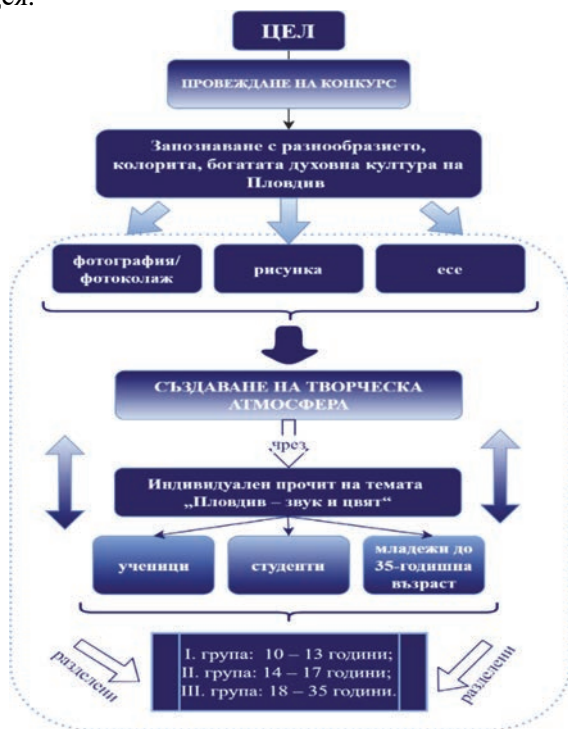 ЦЕЛ
ПРОВЕЖДАНЕ НА КОНКУРС
Запознаване с разнообразието,
колорита, богатата духовна култура на
Пловдив
фотография/
фотоколаж
рисунка
есе
СЪЗДАВАНЕ НА ТВОРЧЕСКА
АТМОСФЕРА
чрез
Индивидуален прочит на темата
„Пловдив – звук и цвят“
ученици
студенти
младежи до
35-годишна
възраст
разделени
I. група: 10 – 13 години;
II. група: 14 – 17 години;
III. група: 18 – 35 години.
разделени